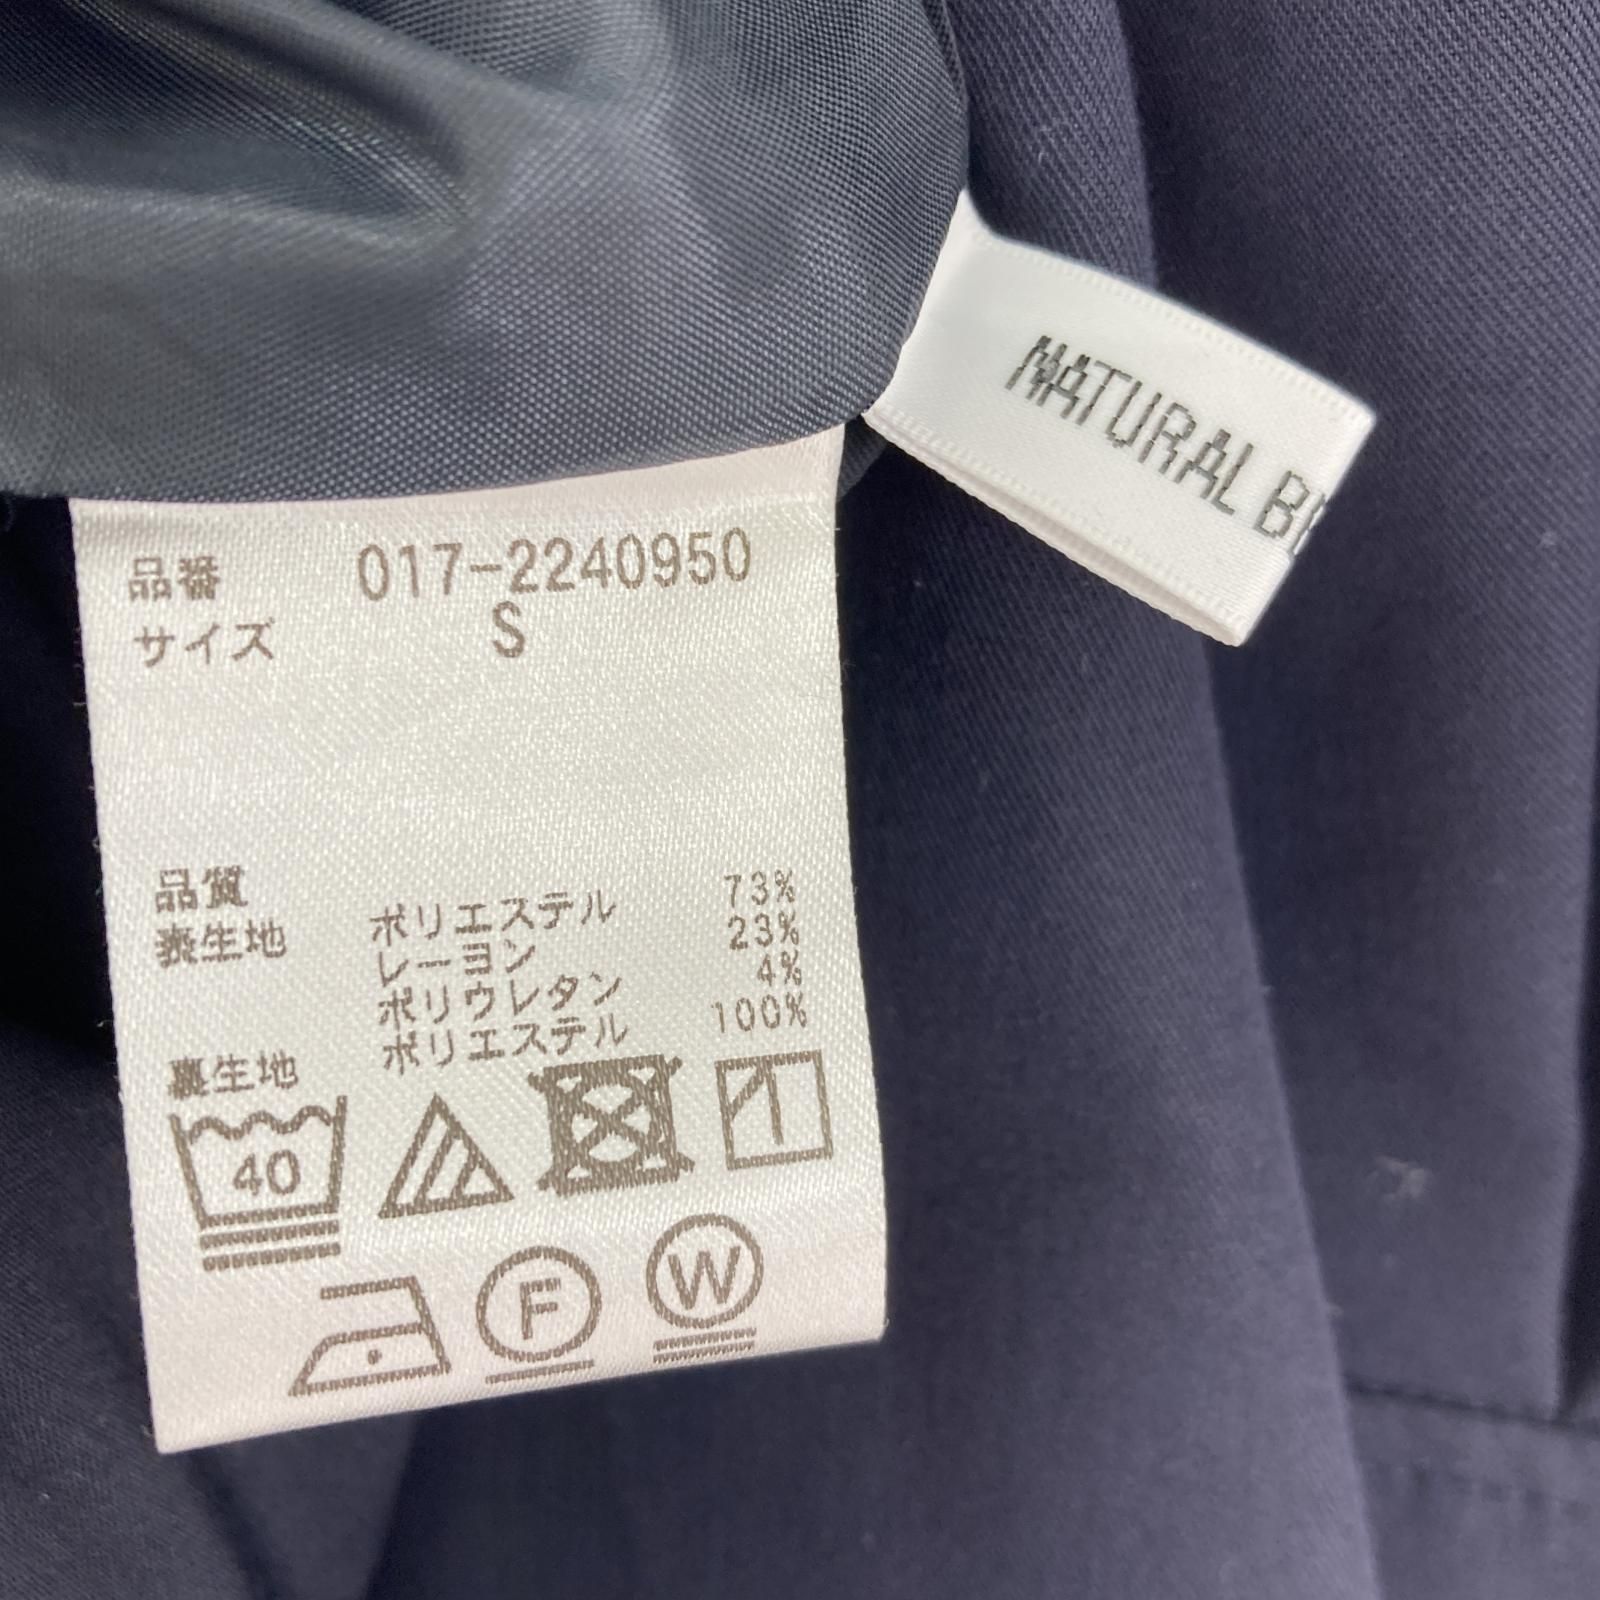 NATURAL
品番 017-2240950
サイズ S
品質
表生地 ポリエステル 73%
レーヨン 23%
ポリウレタン 4%
裏生地 ポリエステル 100%
40
F
W